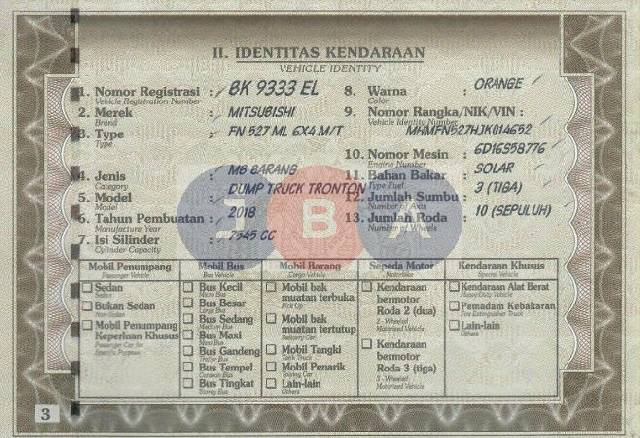 II. IDENTITAS KENDARAAN
VEHICLE IDENTITY
1. Nomor Registrasi : BK 9333 EL
Vehicle Registration Number
2. Merek : MITSUBISHI
Brand
3. Type : FN 527 ML 6X4 M/T
4. Jenis : MB BARANG
Category
5. Model : DUMP TRUCK TRONTON
Model
6. Tahun Pembuatan : 2018
Manufacture Year
7. Isi Silinder : 7545 CC
Cylinder Capacity
8. Warna : ORANGE
Color
9. Nomor Rangka/NIK/VIN :
Vehicle Identity Number
MHMFN527HJK014652
10. Nomor Mesin : 6D16S58776
Engine Number
11. Bahan Bakar : SOLAR
Type Fuel
12. Jumlah Sumbu : 3 (TIGA)
Number of Axis
13. Jumlah Roda : 10 (SEPULUH)
Number of Wheels
JBA
Mobil Penumpang
Passenger Vehicle
Sedan
Sedan
Bukan Sedan
Non-Sedan
Mobil Penumpang
Keperluan Khusus
Passenger Car for
Specific Purpose
Mobil Bus
Bus Vehicle
Bus Kecil
Micro Bus
Bus Besar
Large Bus
Bus Sedang
Medium Bus
Bus Maxi
Maxi Bus
Bus Gandeng
Bus Tempel
Bus Tingkat
Mobil Barang
Cargo Vehicle
Mobil bak
muatan terbuka
Pick Up
Mobil bak
muatan tertutup
Mobil Tangki
Tank Truck
Mobil Penarik
Towing Car
Lain-lain
Others
Sepeda Motor
Motorbike
Kendaraan
bermotor
Roda 2 (dua)
2 - Wheeled
Motorized Vehicle
Kendaraan
bermotor
Roda 3 (tiga)
3 - Wheeled
Motorized Vehicle
Kendaraan Khusus
Special Vehicle
Kendaraan Alat Berat
Heavy Duty Vehicle
Pemadam Kebakaran
Fire Extinguisher Truck
Lain-lain
Others
3